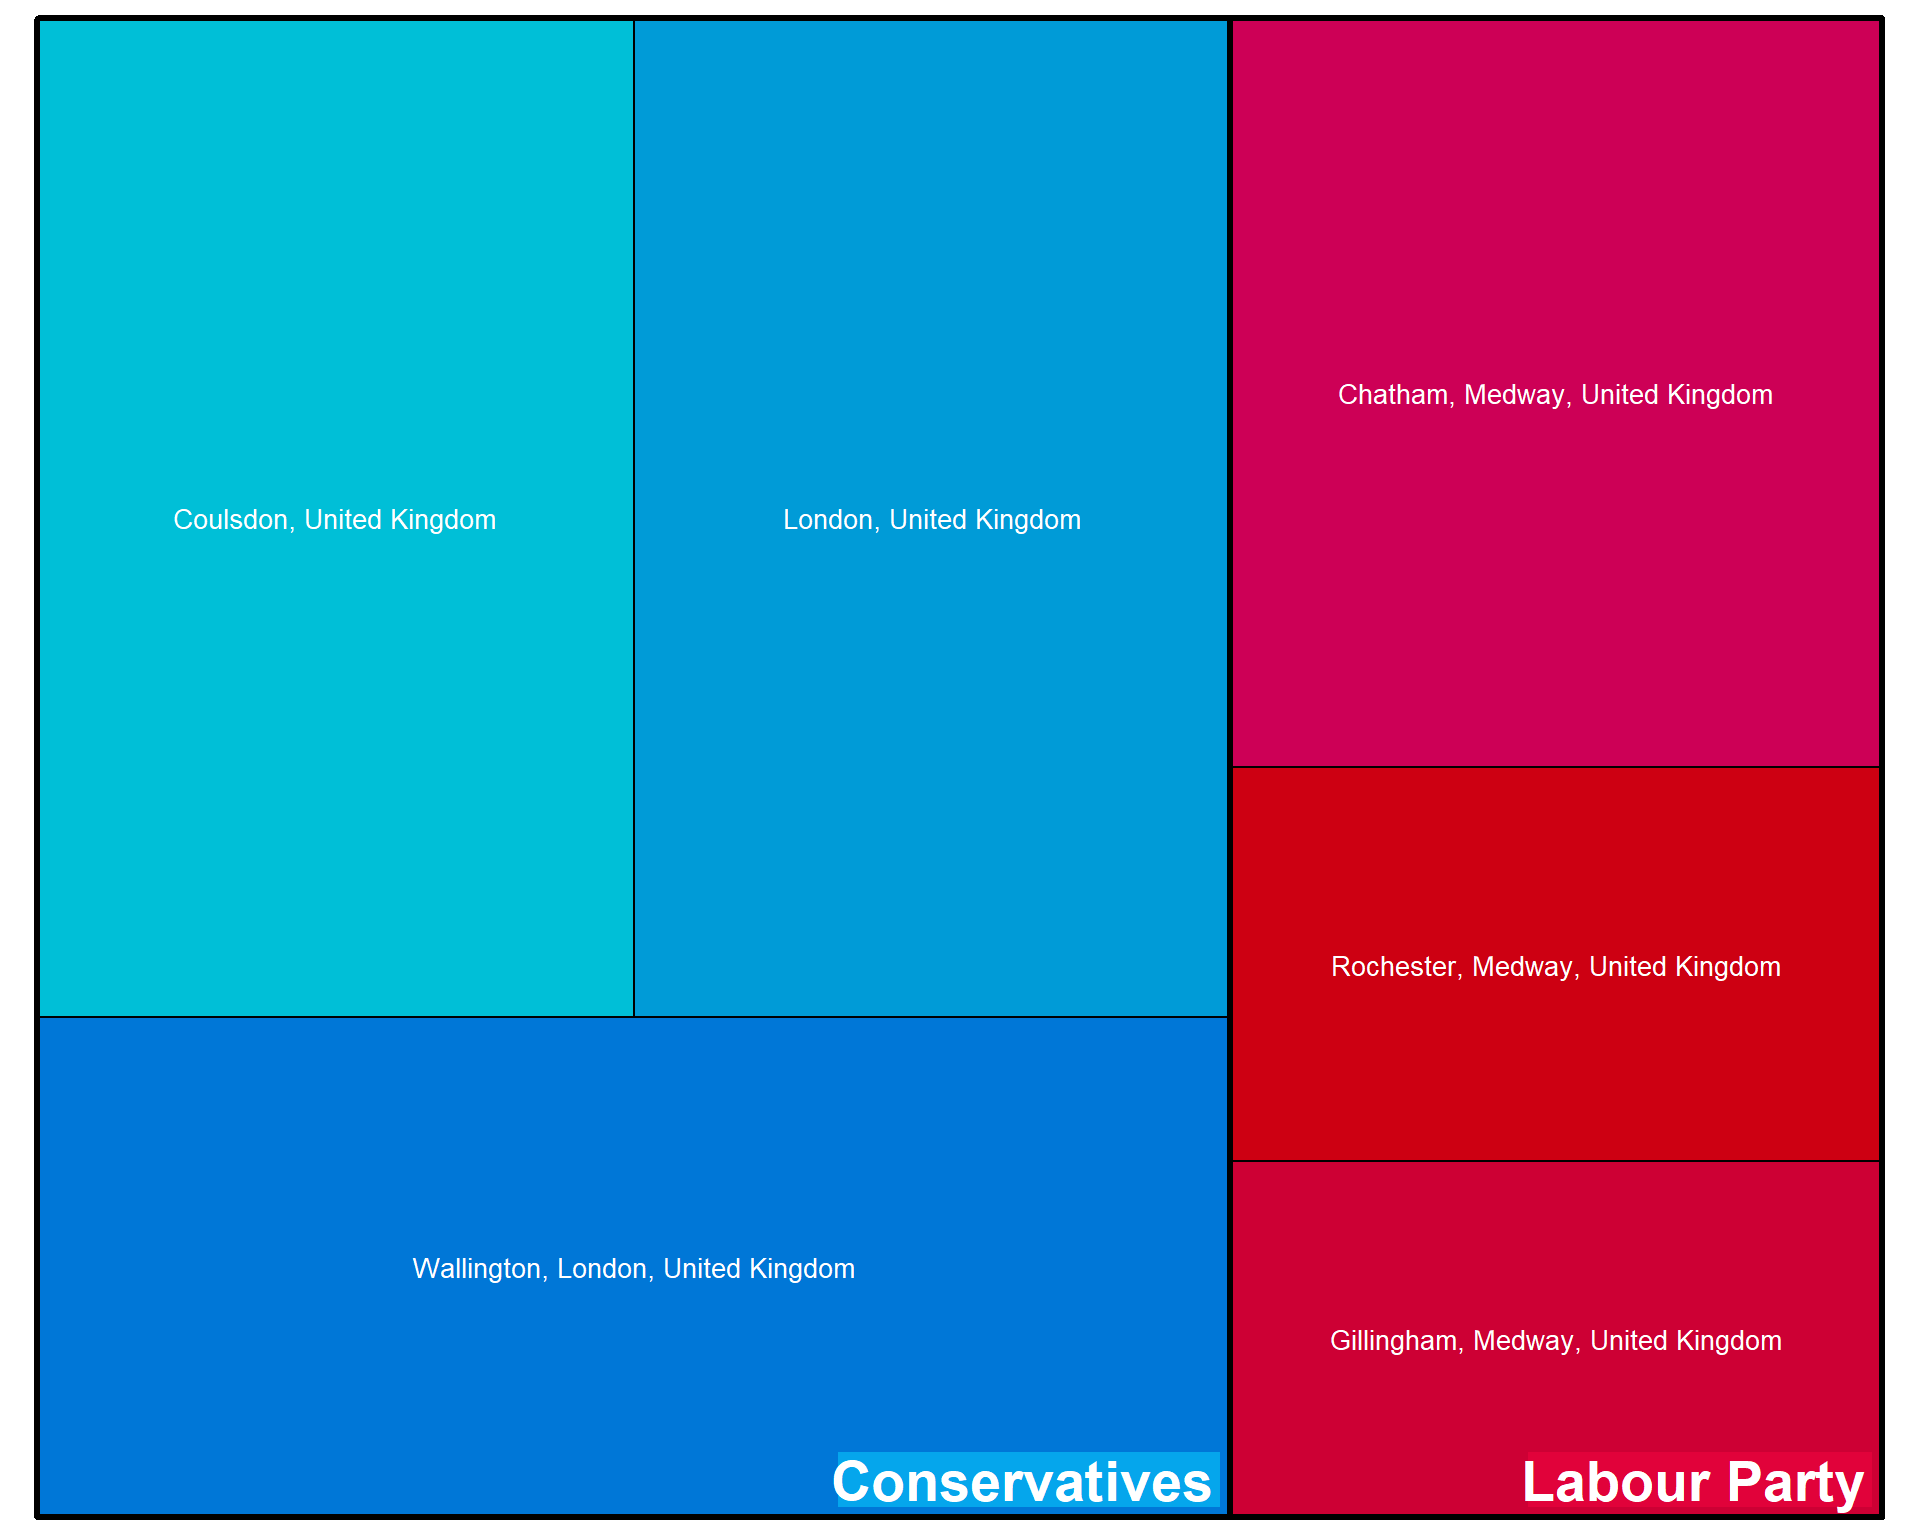 Coulsdon, United Kingdom
London, United Kingdom
Wallington, London, United Kingdom
Conservatives
Chatham, Medway, United Kingdom
Rochester, Medway, United Kingdom
Gillingham, Medway, United Kingdom
Labour Party